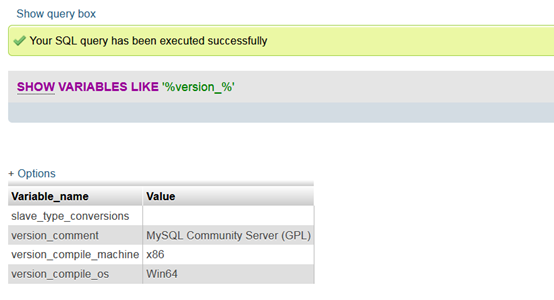 Show query box
Your SQL query has been executed successfully
SHOW VARIABLES LIKE '%version_%'
+ Options
Variable_name Value
slave_type_conversions
version_comment MySQL Community Server (GPL)
version_compile_machine x86
version_compile_os Win64